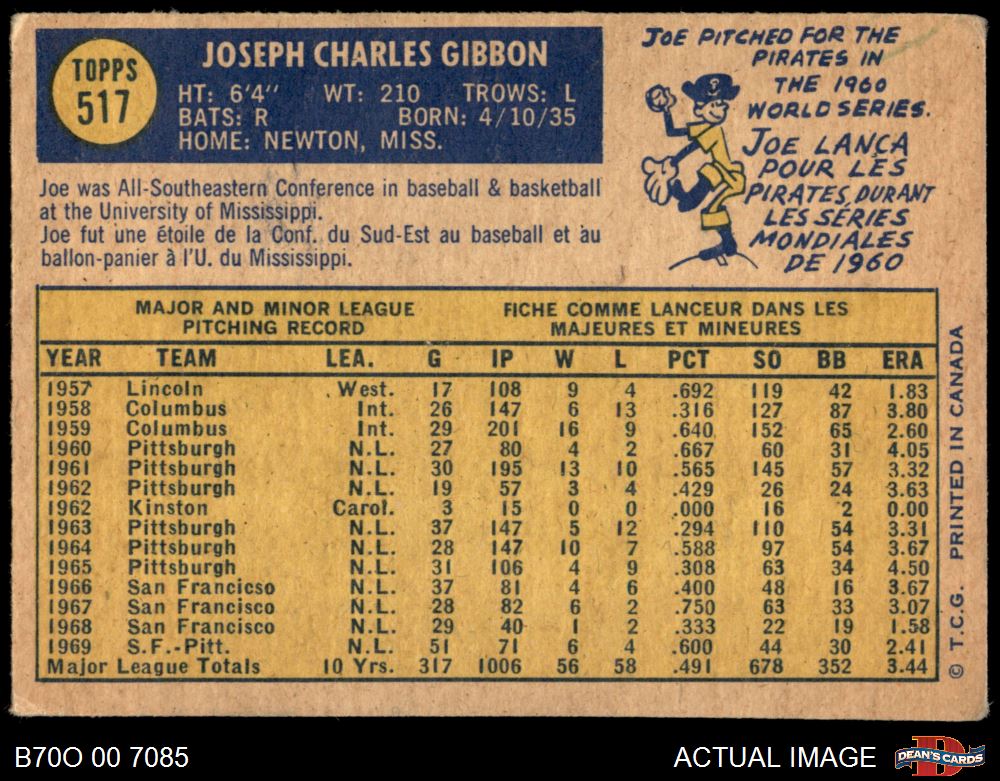 TOPPS
517
JOSEPH CHARLES GIBBON
HT: 6'4" WT: 210 TROWS: L
BATS: R BORN: 4/10/35
HOME: NEWTON, MISS.
Joe was All-Southeastern Conference in baseball & basketball
at the University of Mississippi.
Joe fut une étoile de la Conf. du Sud-Est au baseball et au
ballon-panier à l'U. du Mississippi.
JOE PITCHED FOR THE
PIRATES IN
THE 1960
WORLD SERIES.
JOE LANÇA
POUR LES
PIRATES, DURANT
LES SÉRIES
MONDIALES
DE 1960
MAJOR AND MINOR LEAGUE
PITCHING RECORD
FICHE COMME LANCEUR DANS LES
MAJEURES ET MINEURES
YEAR TEAM LEA. G IP W L PCT SO BB ERA
1957 Lincoln West. 17 108 9 4 .692 119 42 1.83
1958 Columbus Int. 26 147 6 13 .316 127 87 3.80
1959 Columbus Int. 29 201 16 9 .640 152 65 2.60
1960 Pittsburgh N.L. 27 80 4 2 .667 60 31 4.05
1961 Pittsburgh N.L. 30 195 13 10 .565 145 57 3.32
1962 Pittsburgh N.L. 19 57 3 4 .429 26 24 3.63
1962 Kinston Carol. 3 15 0 0 .000 16 2 0.00
1963 Pittsburgh N.L. 37 147 5 12 .294 110 54 3.31
1964 Pittsburgh N.L. 28 147 10 7 .588 97 54 3.67
1965 Pittsburgh N.L. 31 106 4 9 .308 63 34 4.50
1966 San Francicso N.L. 37 81 4 6 .400 48 16 3.67
1967 San Francisco N.L. 28 82 6 2 .750 63 33 3.07
1968 San Francisco N.L. 29 40 1 2 .333 22 19 1.58
1969 S.F.-Pitt. N.L. 51 71 6 4 .600 44 30 2.41
Major League Totals 10 Yrs. 317 1006 56 58 .491 678 352 3.44
© T.C.G. PRINTED IN CANADA
B70O 00 7085
ACTUAL IMAGE
DEAN'S CARDS